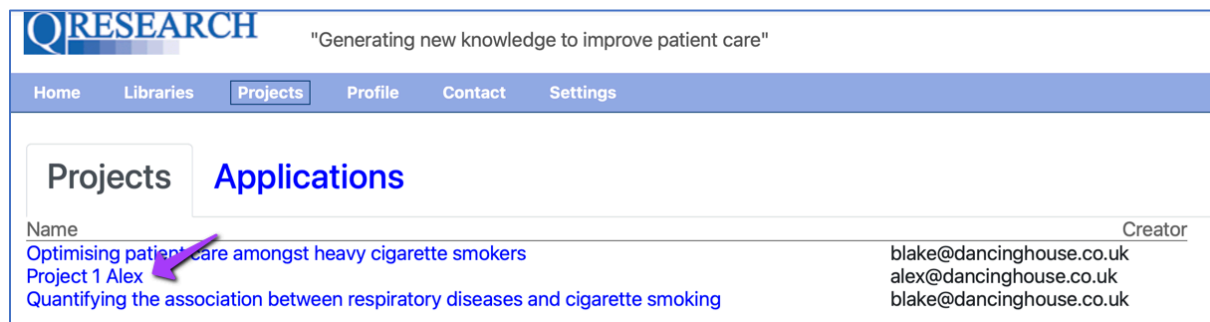 QRESEARCH "Generating new knowledge to improve patient care"
Home Libraries Projects Profile Contact Settings
Projects Applications
Name Creator
Optimising patient care amongst heavy cigarette smokers blake@dancinghouse.co.uk
Project 1 Alex alex@dancinghouse.co.uk
Quantifying the association between respiratory diseases and cigarette smoking blake@dancinghouse.co.uk